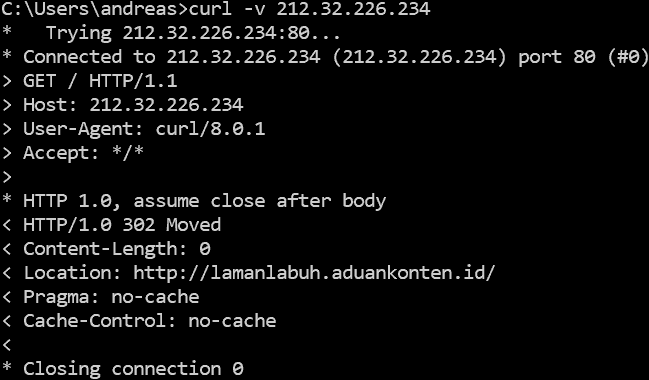 C:\Users\andreas>curl -v 212.32.226.234
*   Trying 212.32.226.234:80...
* Connected to 212.32.226.234 (212.32.226.234) port 80 (#0)
> GET / HTTP/1.1
> Host: 212.32.226.234
> User-Agent: curl/8.0.1
> Accept: */*
>
* HTTP 1.0, assume close after body
< HTTP/1.0 302 Moved
< Content-Length: 0
< Location: http://lamanlabuh.aduankonten.id/
< Pragma: no-cache
< Cache-Control: no-cache
<
* Closing connection 0